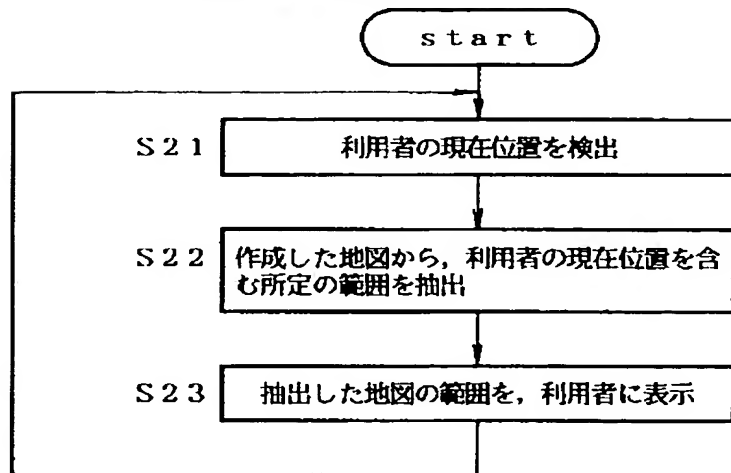 start
S21 利用者の現在位置を検出
S22 作成した地図から，利用者の現在位置を含
む所定の範囲を抽出
S23 抽出した地図の範囲を，利用者に表示